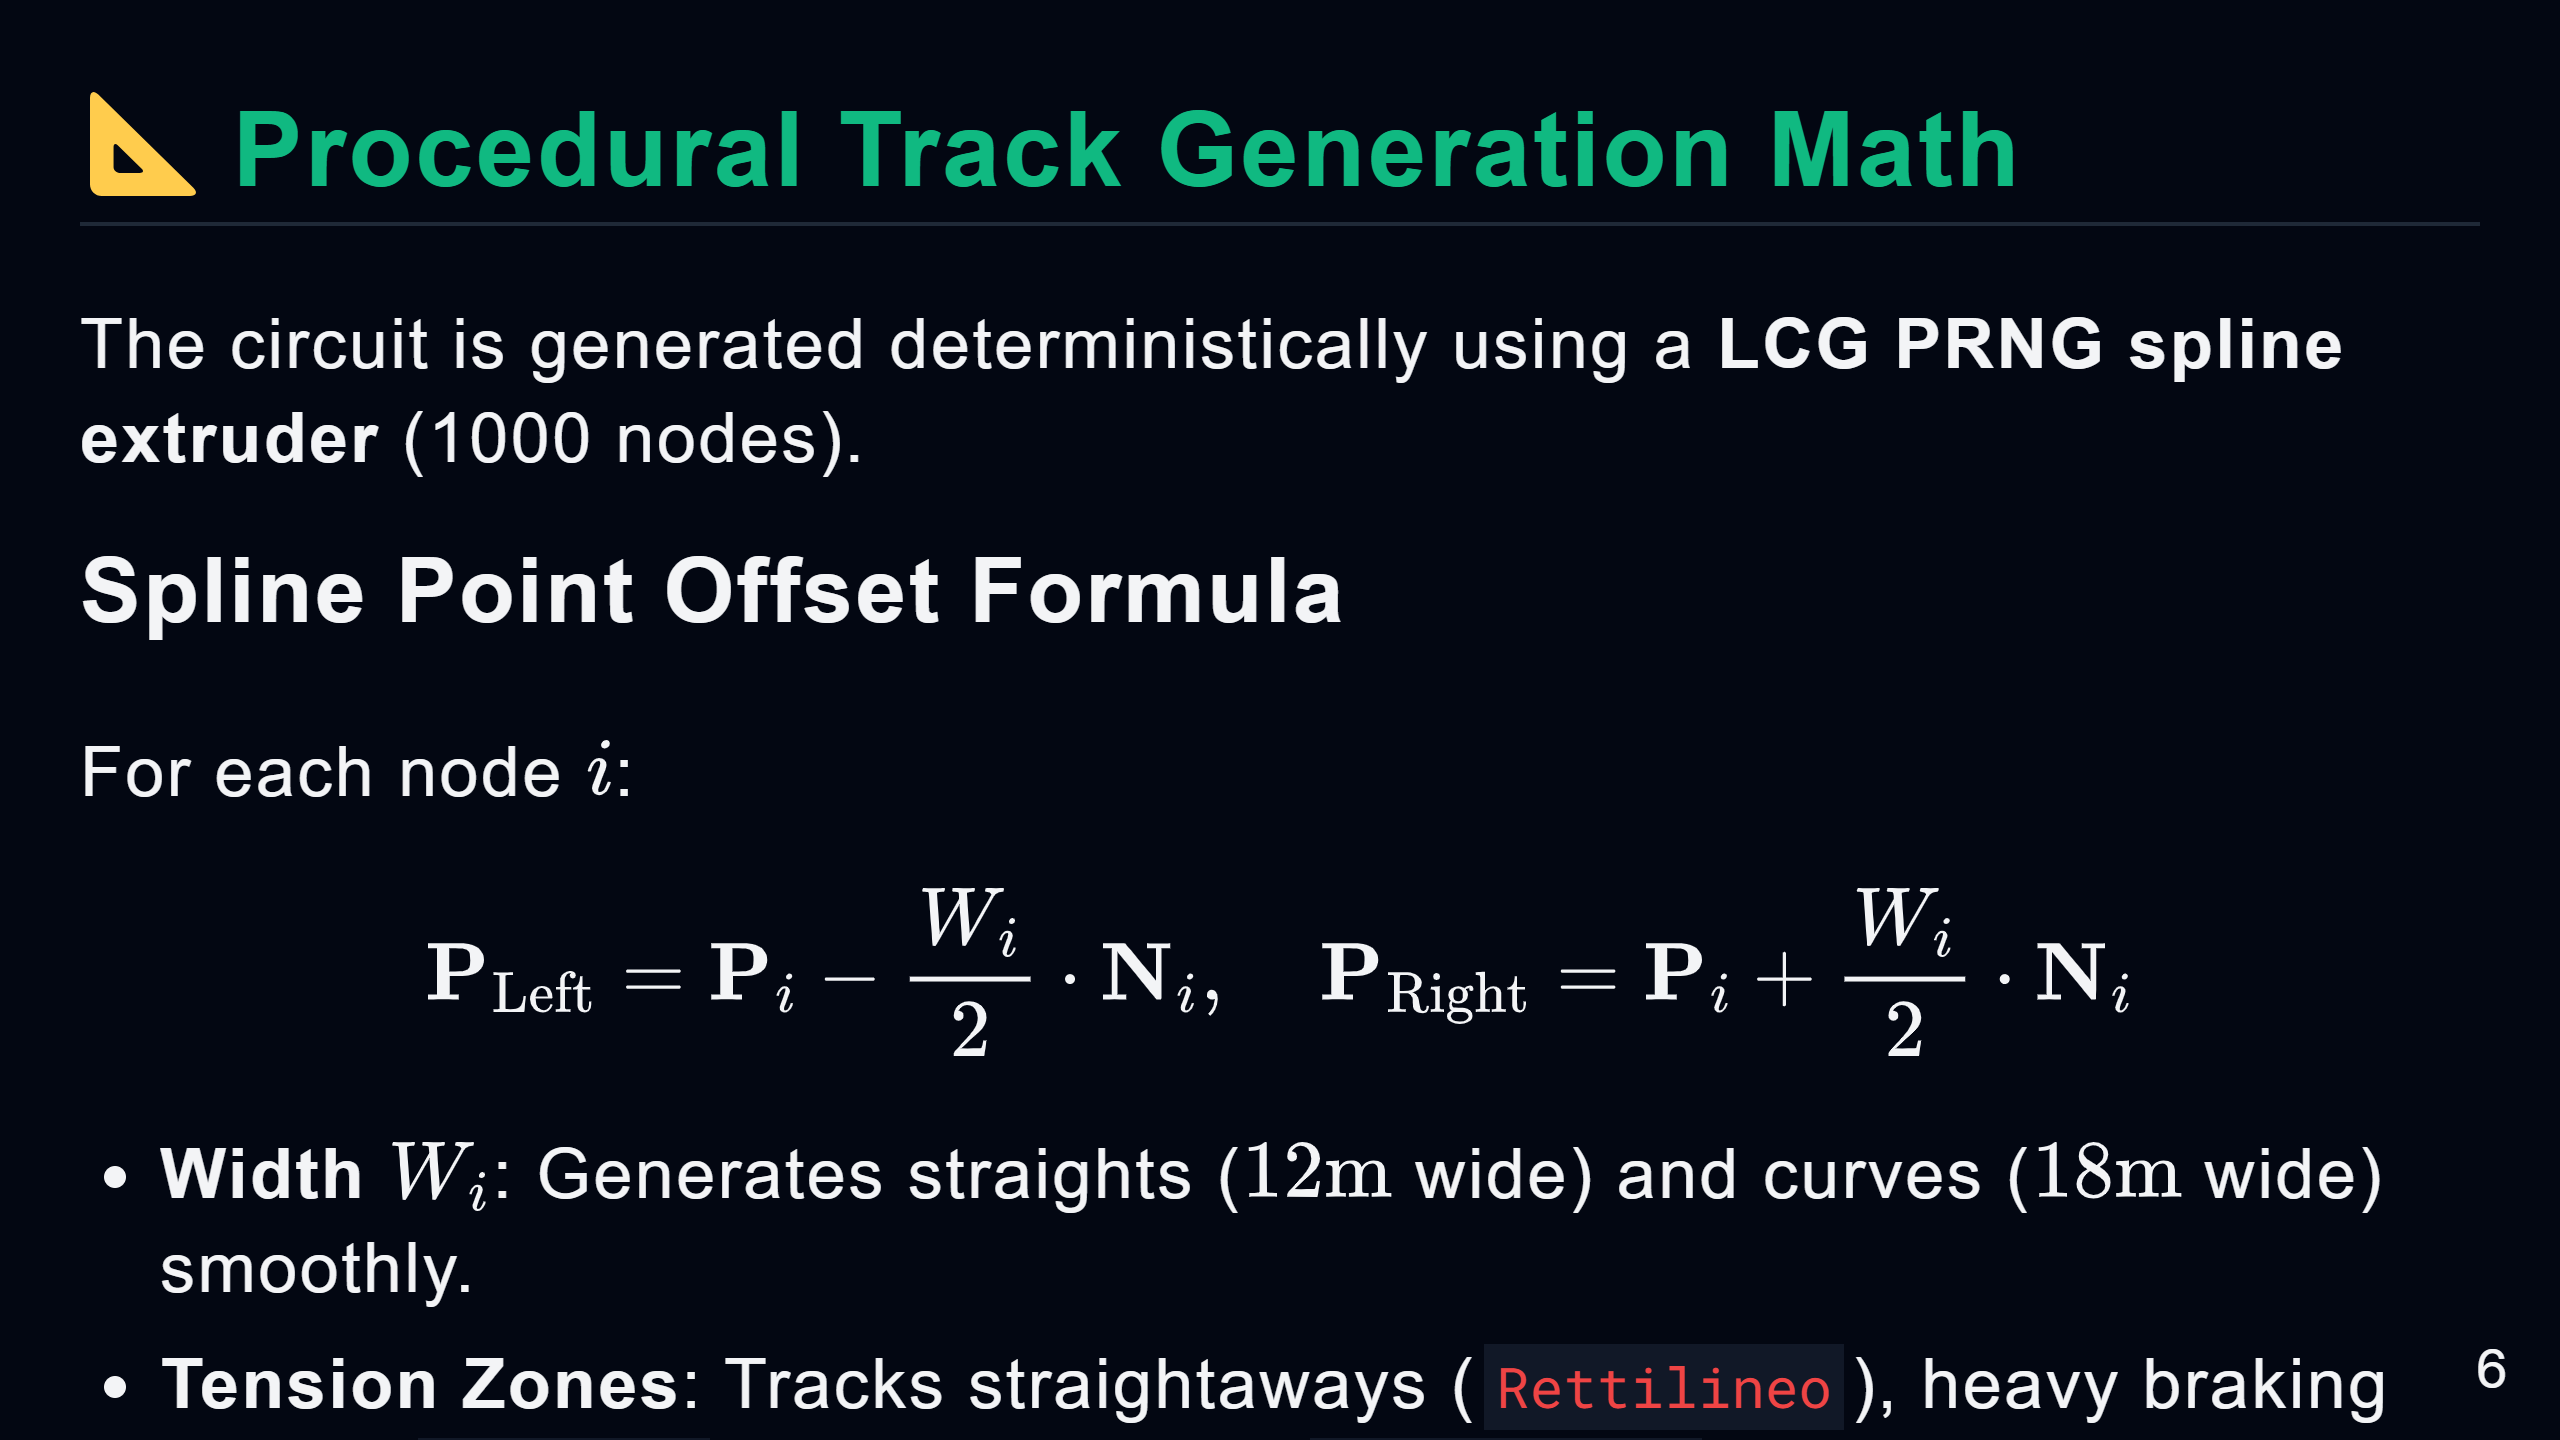 📐 Procedural Track Generation Math
The circuit is generated deterministically using a LCG PRNG spline
extruder (1000 nodes).
Spline Point Offset Formula
For each node i:
P_Left = P_i − W_i/2 · N_i, P_Right = P_i + W_i/2 · N_i
• Width W_i: Generates straights (12m wide) and curves (18m wide)
smoothly.
• Tension Zones: Tracks straightaways (Rettilineo), heavy braking
6